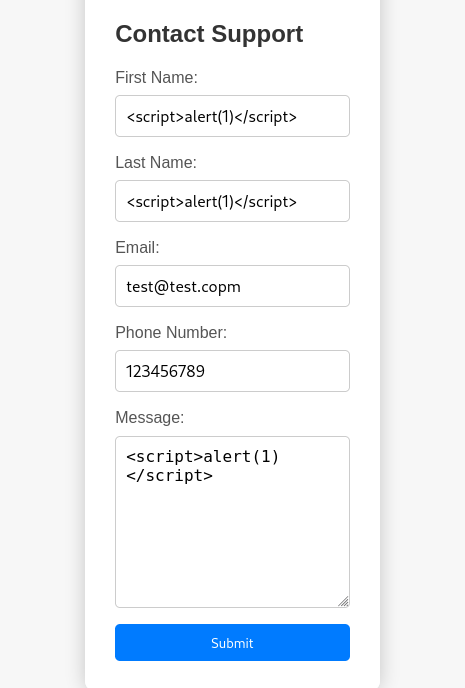 Contact Support
First Name:
<script>alert(1)</script>
Last Name:
<script>alert(1)</script>
Email:
test@test.copm
Phone Number:
123456789
Message:
<script>alert(1)
</script>
Submit